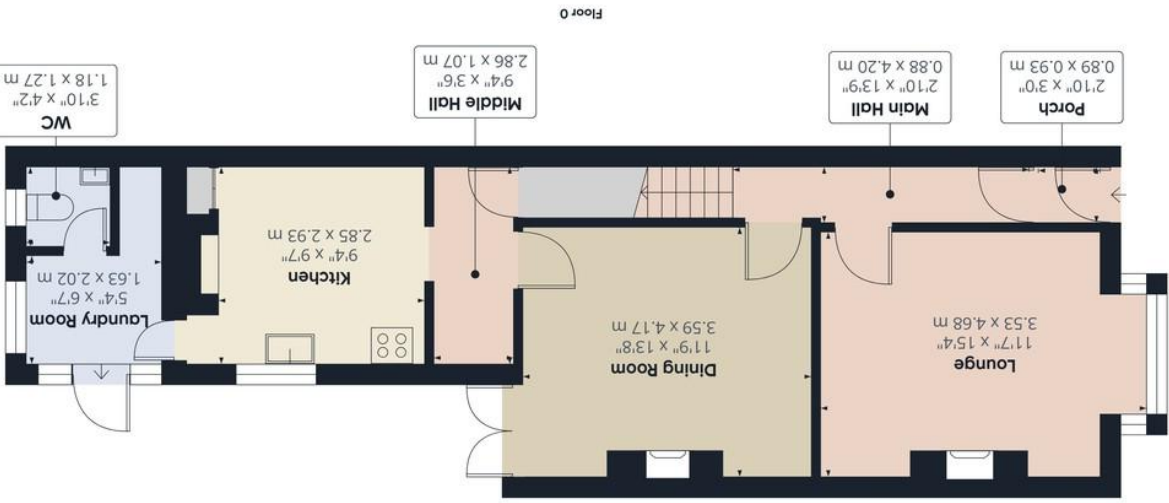 Lounge
11'7" x 15'4"
3.53 x 4.68 m
Dining Room
11'9" x 13'8"
3.59 x 4.17 m
Kitchen
9'4" x 9'7"
2.85 x 2.93 m
Laundry Room
5'4" x 6'7"
1.63 x 2.02 m
Porch
2'10" x 3'0"
0.89 x 0.93 m
Main Hall
2'10" x 13'9"
0.88 x 4.20 m
Middle Hall
9'4" x 3'6"
2.86 x 1.07 m
WC
3'10" x 4'2"
1.18 x 1.27 m
Floor 0